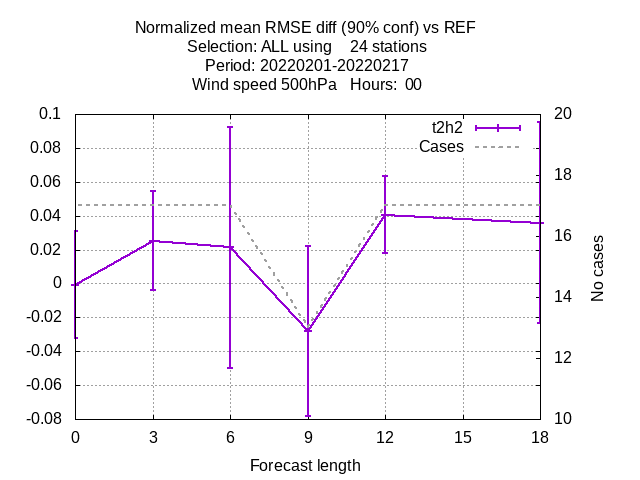 Normalized mean RMSE diff (90% conf) vs REF
Selection: ALL using    24 stations
Period: 20220201-20220217
Wind speed 500hPa   Hours:  00
0.1
0.08
0.06
0.04
0.02
0
-0.02
-0.04
-0.06
-0.08
t2h2
Cases
20
18
16
14
12
10
No cases
0 3 6 9 12 15 18
Forecast length